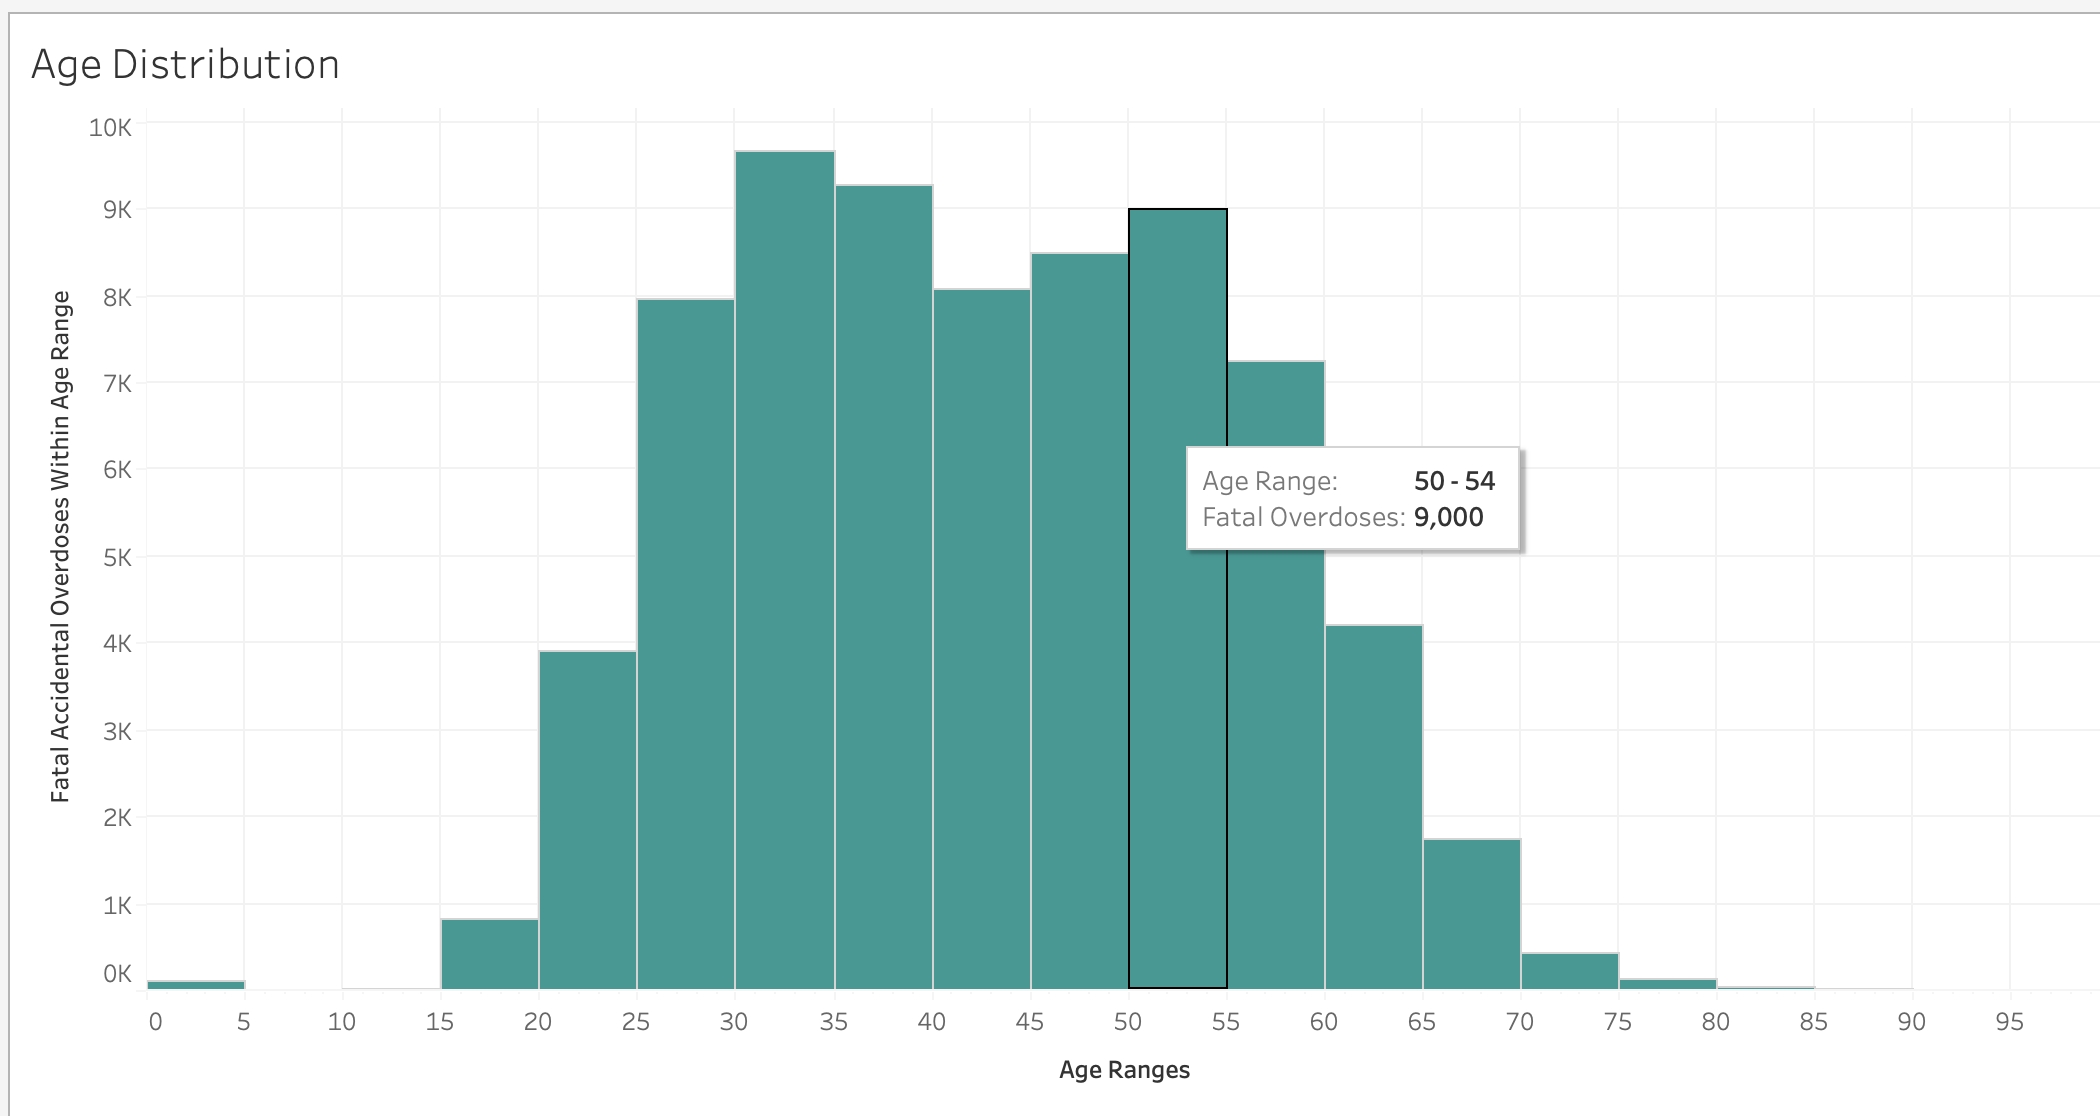 Age Distribution
Fatal Accidental Overdoses Within Age Range
10K
9K
8K
7K
6K
5K
4K
3K
2K
1K
0K
Age Range: 50 - 54
Fatal Overdoses: 9,000
0 5 10 15 20 25 30 35 40 45 50 55 60 65 70 75 80 85 90 95
Age Ranges